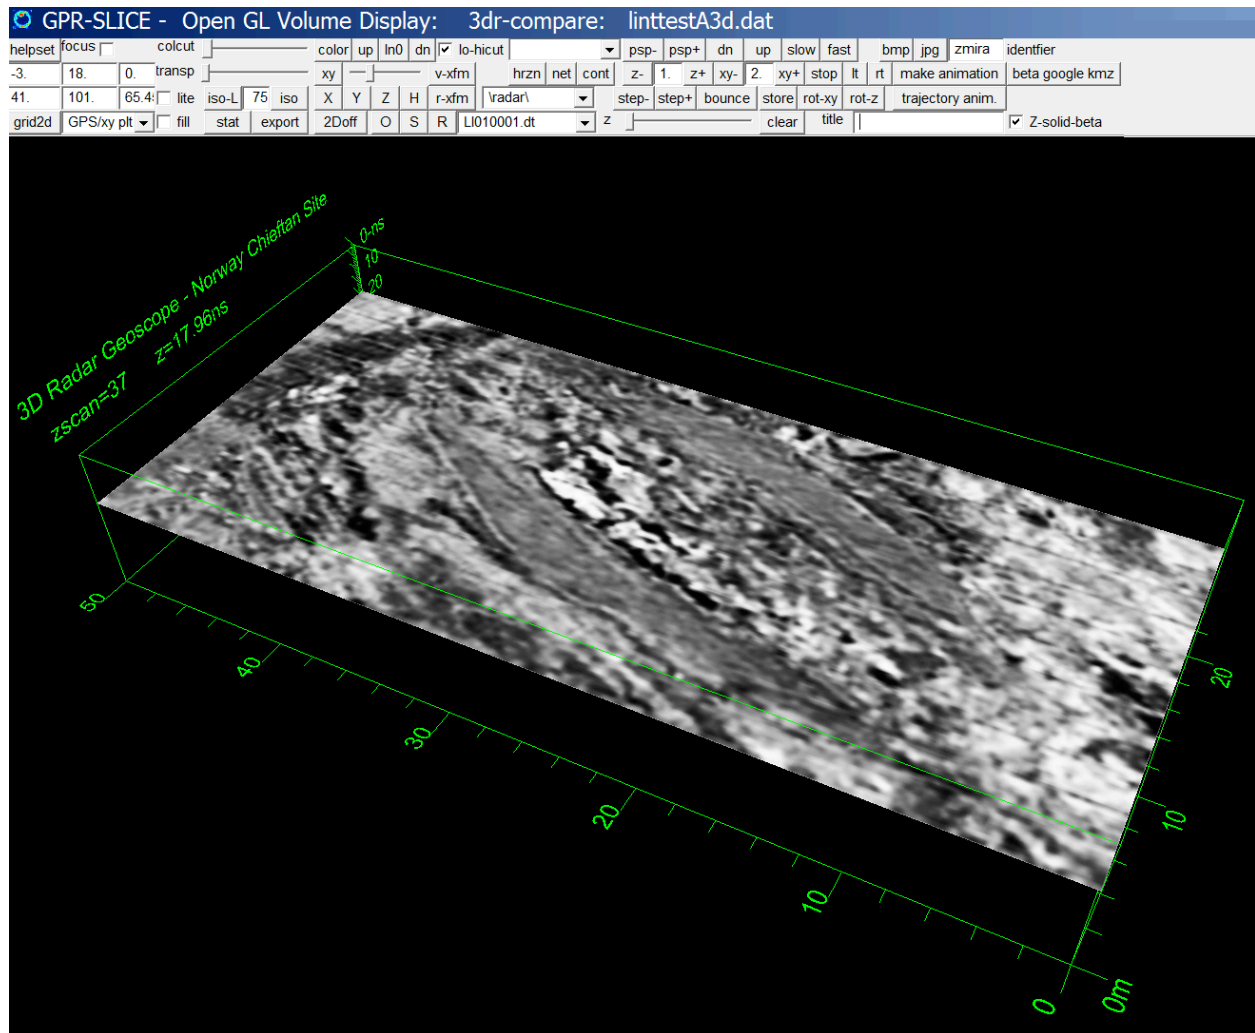 GPR-SLICE - Open GL Volume Display: 3dr-compare: linttestA3d.dat
helpset focus colcut color up ln0 dn lo-hicut psp- psp+ dn up slow fast bmp jpg zmira identfier
-3. 18. 0. transp xy v-xfm hrzn net cont z- 1. z+ xy- 2. xy+ stop lt rt make animation beta google kmz
41. 101. lite iso-L 75 iso X Y Z H r-xfm \radar\ step- step+ bounce store rot-xy rot-z trajectory anim.
grid2d GPS/xy plt fill stat export 2Doff O S R LI010001.dt z clear title Z-solid-beta
3D Radar Geoscope - Norway Chieftan Site
zscan=37 z=17.96ns
0-ns
10
20
50
40
30
20
10
0
0m
10
20